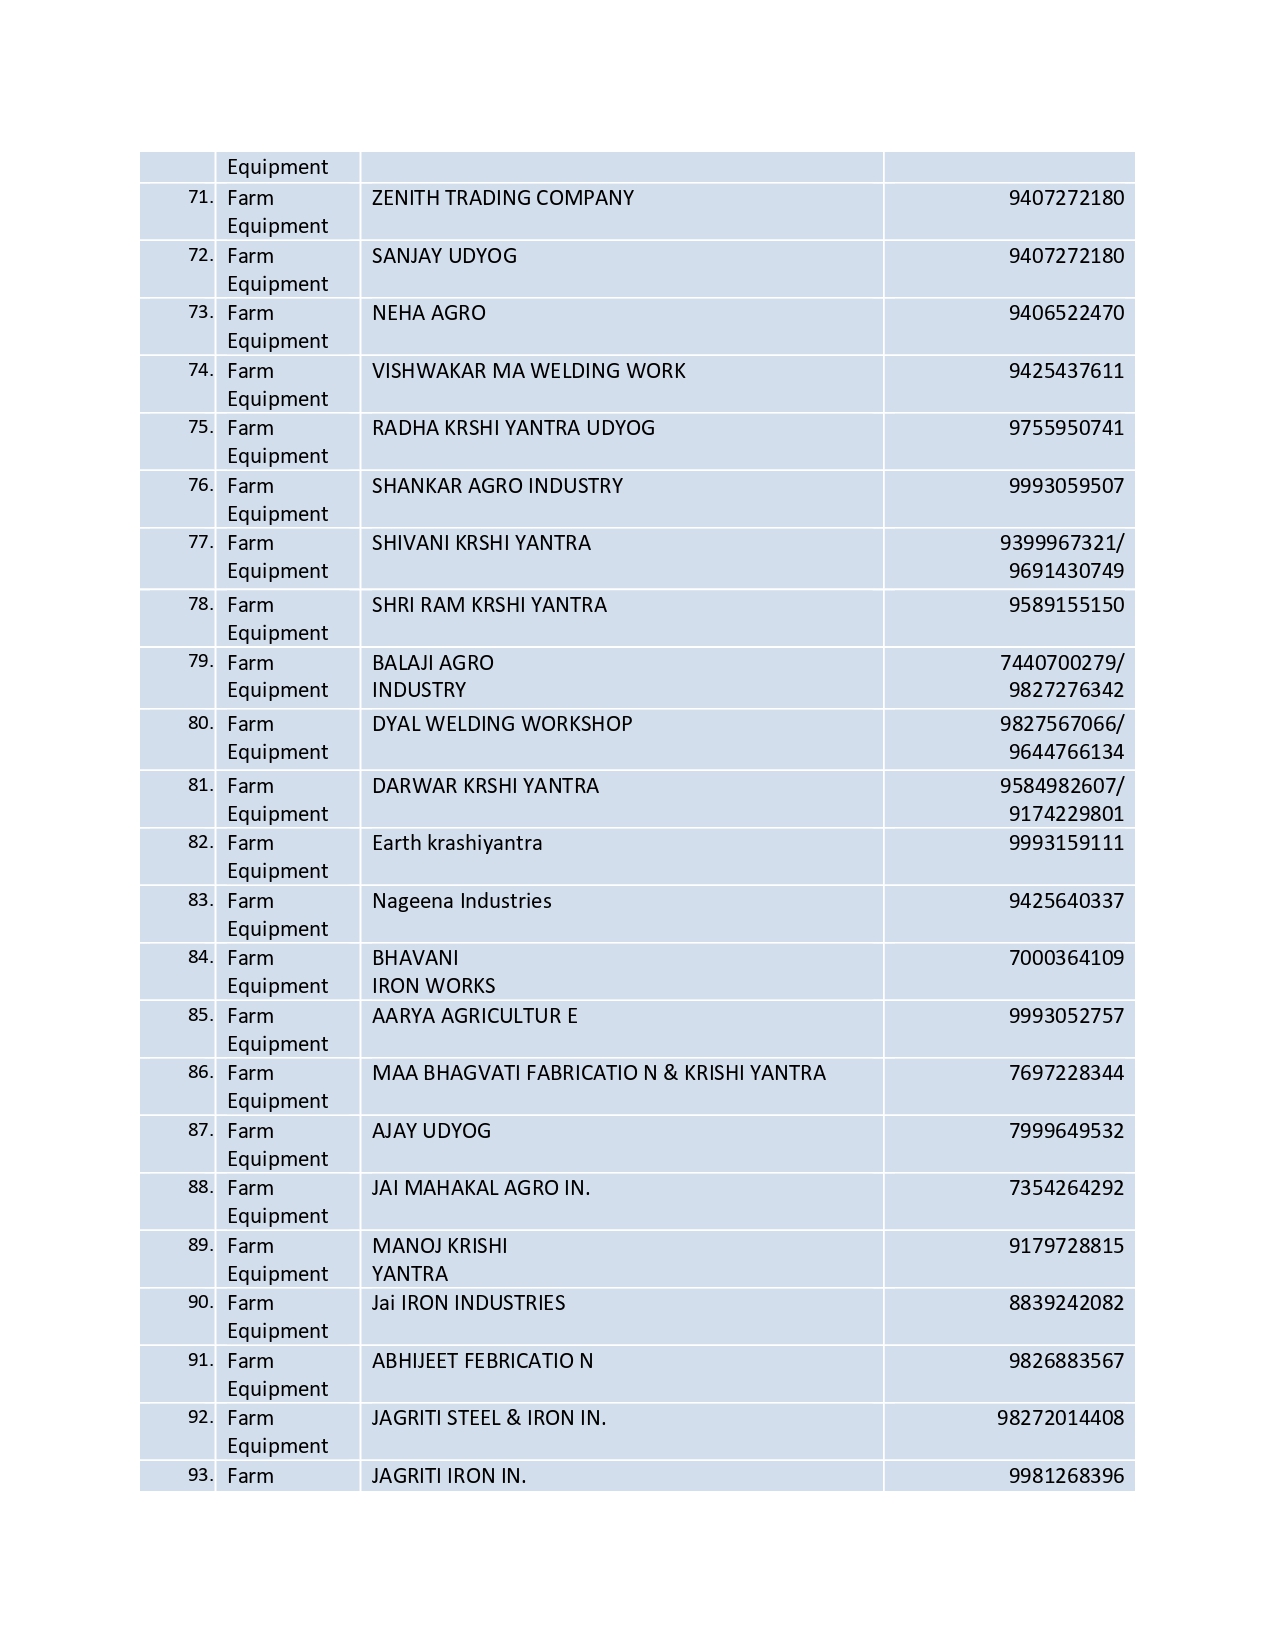 Equipment
71. Farm ZENITH TRADING COMPANY 9407272180
Equipment
72. Farm SANJAY UDYOG 9407272180
Equipment
73. Farm NEHA AGRO 9406522470
Equipment
74. Farm VISHWAKAR MA WELDING WORK 9425437611
Equipment
75. Farm RADHA KRSHI YANTRA UDYOG 9755950741
Equipment
76. Farm SHANKAR AGRO INDUSTRY 9993059507
Equipment
77. Farm SHIVANI KRSHI YANTRA 9399967321/
Equipment 9691430749
78. Farm SHRI RAM KRSHI YANTRA 9589155150
Equipment
79. Farm BALAJI AGRO 7440700279/
Equipment INDUSTRY 9827276342
80. Farm DYAL WELDING WORKSHOP 9827567066/
Equipment 9644766134
81. Farm DARWAR KRSHI YANTRA 9584982607/
Equipment 9174229801
82. Farm Earth krashiyantra 9993159111
Equipment
83. Farm Nageena Industries 9425640337
Equipment
84. Farm BHAVANI 7000364109
Equipment IRON WORKS
85. Farm AARYA AGRICULTUR E 9993052757
Equipment
86. Farm MAA BHAGVATI FABRICATIO N & KRISHI YANTRA 7697228344
Equipment
87. Farm AJAY UDYOG 7999649532
Equipment
88. Farm JAI MAHAKAL AGRO IN. 7354264292
Equipment
89. Farm MANOJ KRISHI 9179728815
Equipment YANTRA
90. Farm Jai IRON INDUSTRIES 8839242082
Equipment
91. Farm ABHIJEET FEBRICATIO N 9826883567
Equipment
92. Farm JAGRITI STEEL & IRON IN. 98272014408
Equipment
93. Farm JAGRITI IRON IN. 9981268396